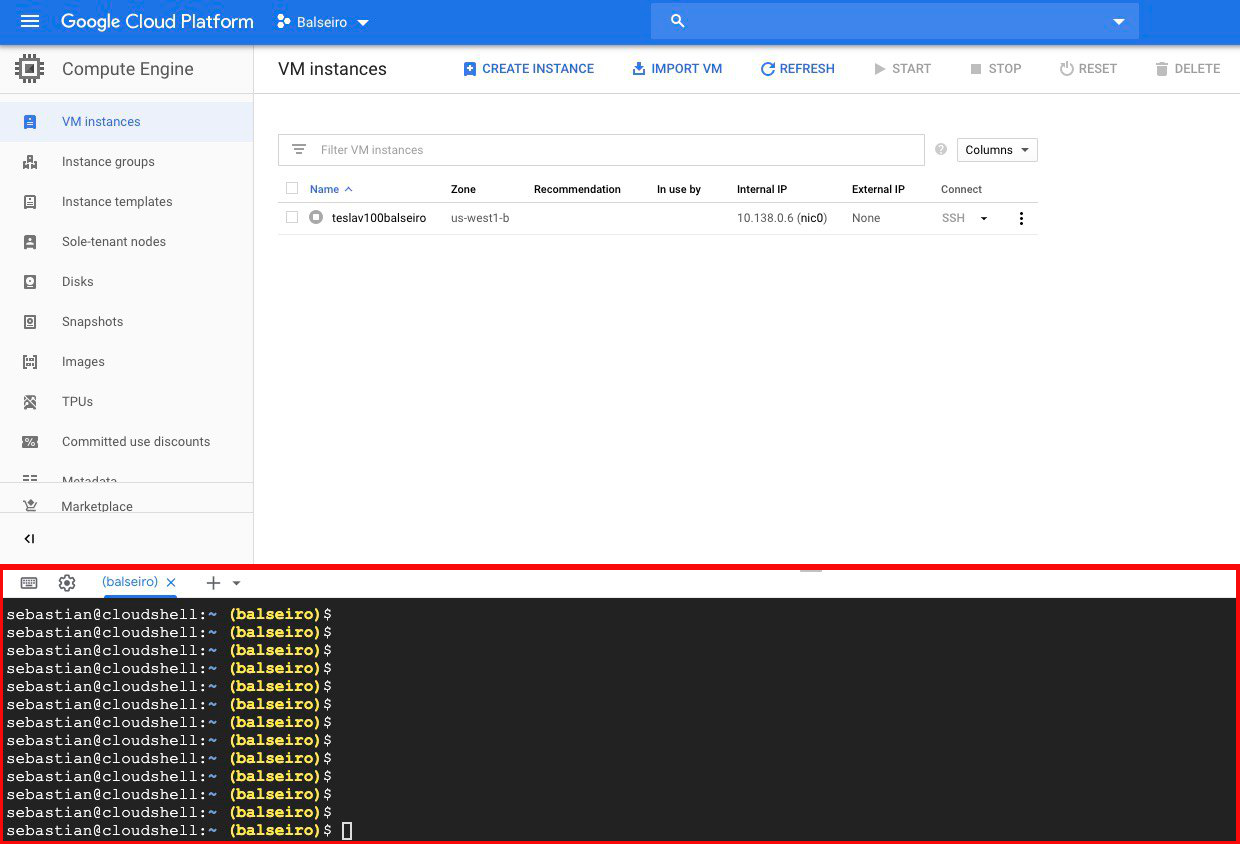 Google Cloud Platform Balseiro
Compute Engine
VM instances CREATE INSTANCE IMPORT VM REFRESH START STOP RESET DELETE
VM instances
Instance groups
Instance templates
Sole-tenant nodes
Disks
Snapshots
Images
TPUs
Committed use discounts
Metadata
Marketplace
Filter VM instances Columns
Name Zone Recommendation In use by Internal IP External IP Connect
teslav100balseiro us-west1-b 10.138.0.6 (nic0) None SSH
(balseiro)
sebastian@cloudshell:~ (balseiro)$
sebastian@cloudshell:~ (balseiro)$
sebastian@cloudshell:~ (balseiro)$
sebastian@cloudshell:~ (balseiro)$
sebastian@cloudshell:~ (balseiro)$
sebastian@cloudshell:~ (balseiro)$
sebastian@cloudshell:~ (balseiro)$
sebastian@cloudshell:~ (balseiro)$
sebastian@cloudshell:~ (balseiro)$
sebastian@cloudshell:~ (balseiro)$
sebastian@cloudshell:~ (balseiro)$
sebastian@cloudshell:~ (balseiro)$
sebastian@cloudshell:~ (balseiro)$